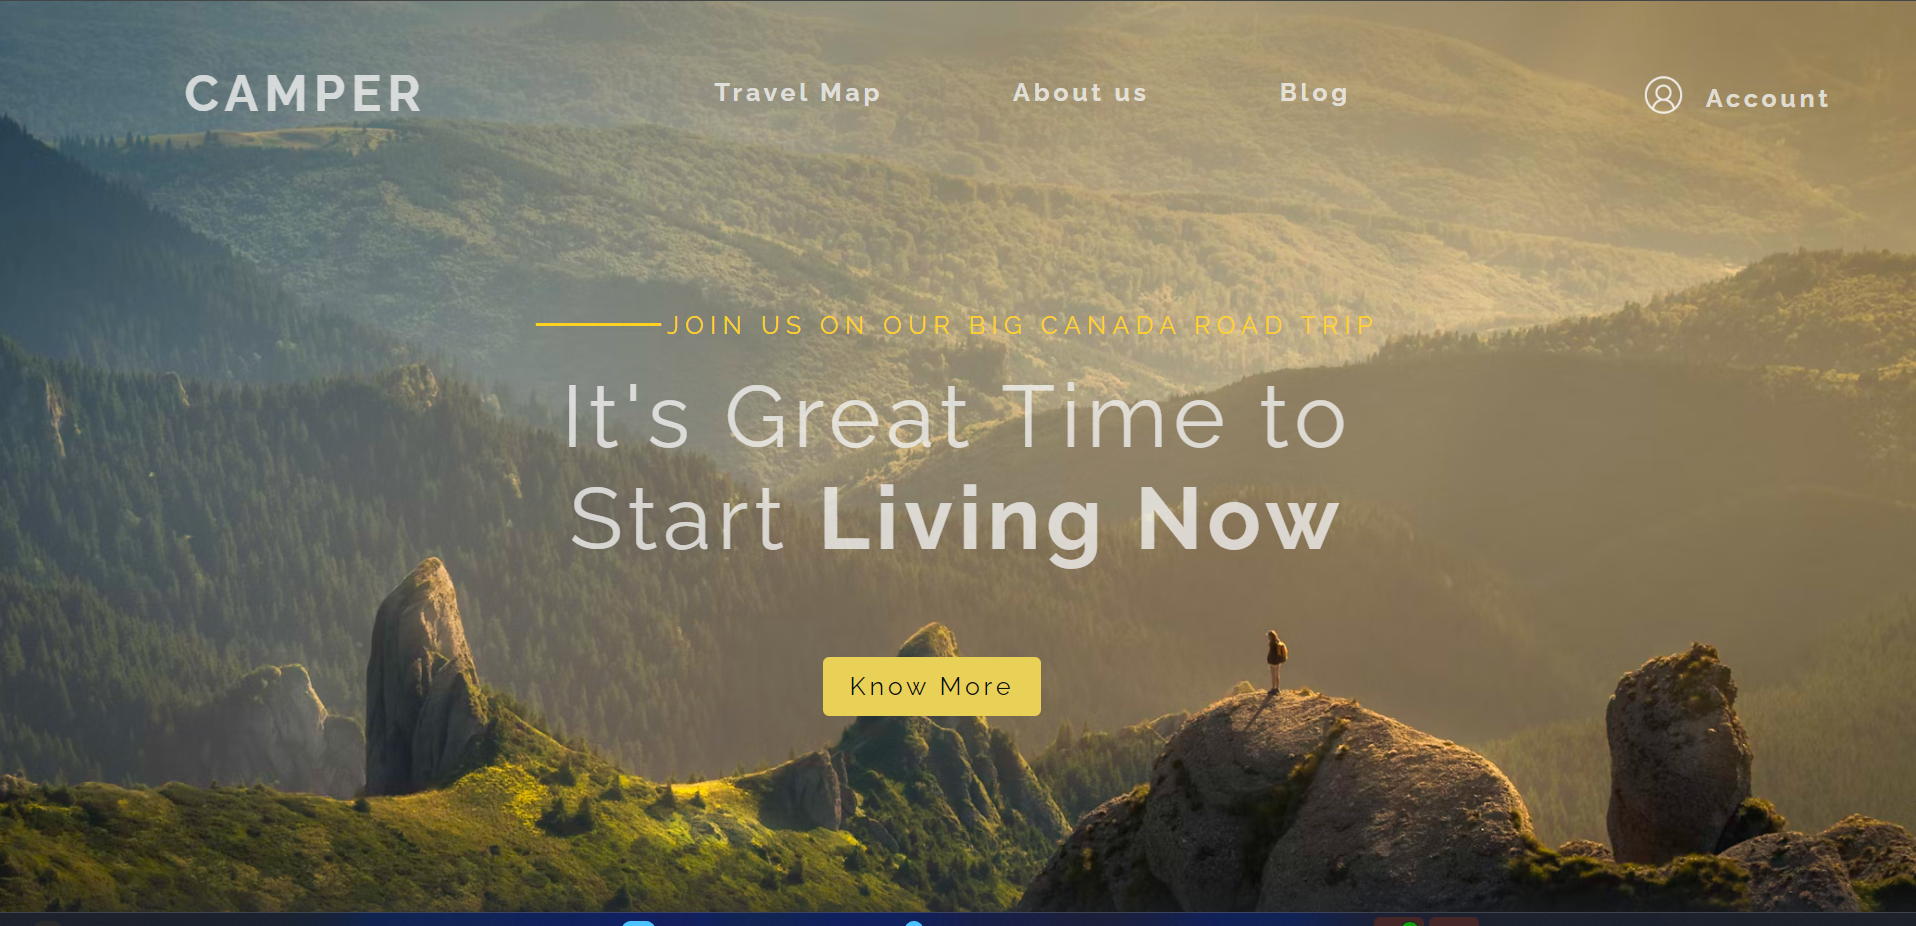 CAMPER
Travel Map
About us
Blog
Account
JOIN US ON OUR BIG CANADA ROAD TRIP
It's Great Time to
Start Living Now
Know More